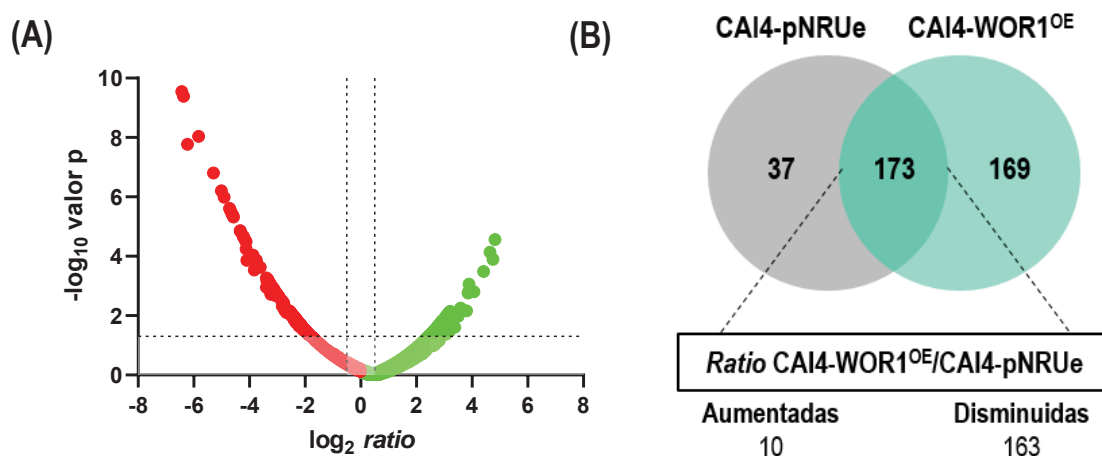 (A)
10
8
6
4
2
0
-log10 valor p
-8 -6 -4 -2 0 2 4 6 8
log2 ratio
(B)
CAI4-pNRUe CAI4-WOR1OE
37 173 169
Ratio CAI4-WOR1OE/CAI4-pNRUe
Aumentadas Disminuidas
10 163